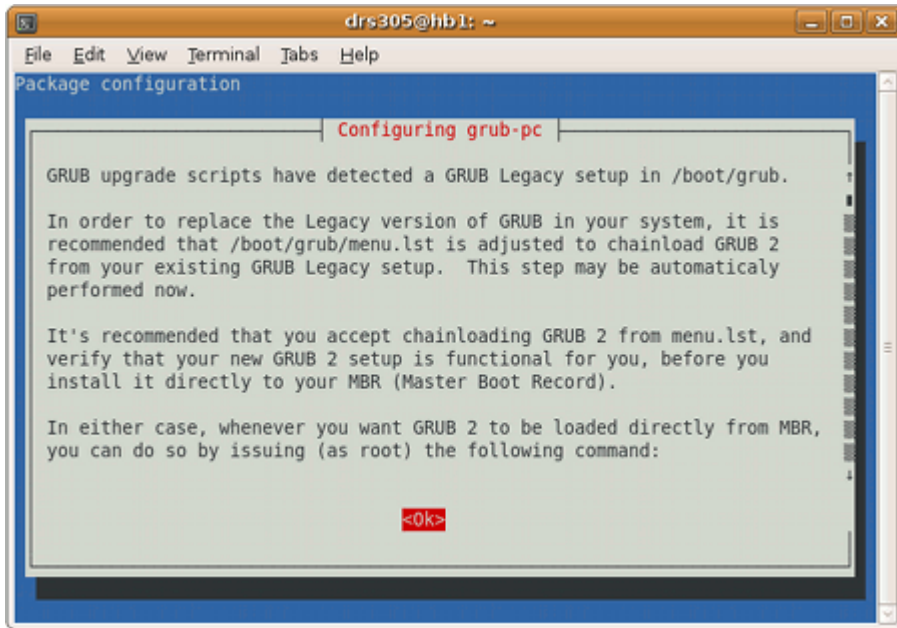 drs305@hb1: ~
File Edit View Terminal Tabs Help
Package configuration
Configuring grub-pc
GRUB upgrade scripts have detected a GRUB Legacy setup in /boot/grub.
In order to replace the Legacy version of GRUB in your system, it is
recommended that /boot/grub/menu.lst is adjusted to chainload GRUB 2
from your existing GRUB Legacy setup.  This step may be automaticaly
performed now.
It's recommended that you accept chainloading GRUB 2 from menu.lst, and
verify that your new GRUB 2 setup is functional for you, before you
install it directly to your MBR (Master Boot Record).
In either case, whenever you want GRUB 2 to be loaded directly from MBR,
you can do so by issuing (as root) the following command:
<Ok>